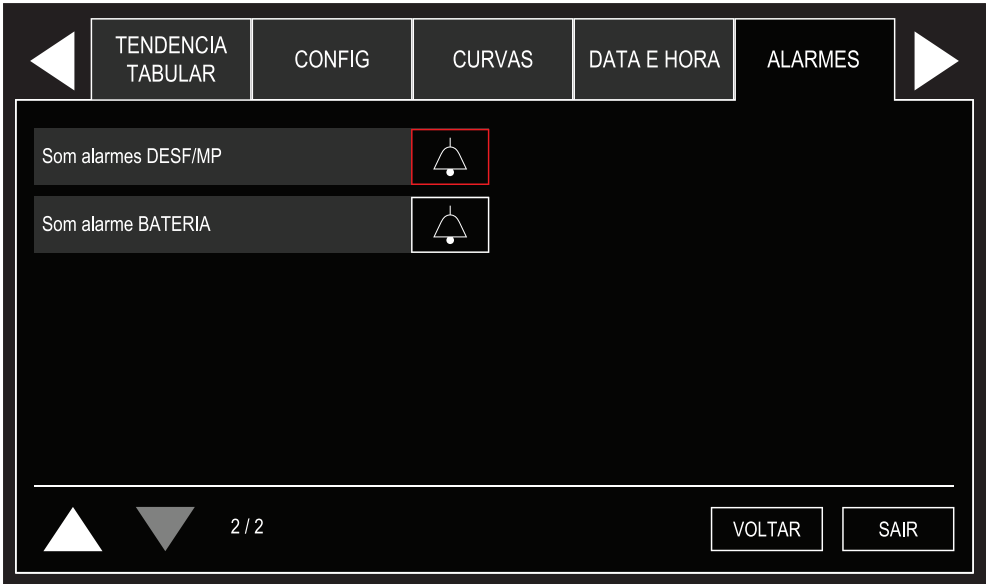 TENDENCIA
TABULAR
CONFIG
CURVAS
DATA E HORA
ALARMES
Som alarmes DESF/MP
Som alarme BATERIA
2 / 2
VOLTAR
SAIR